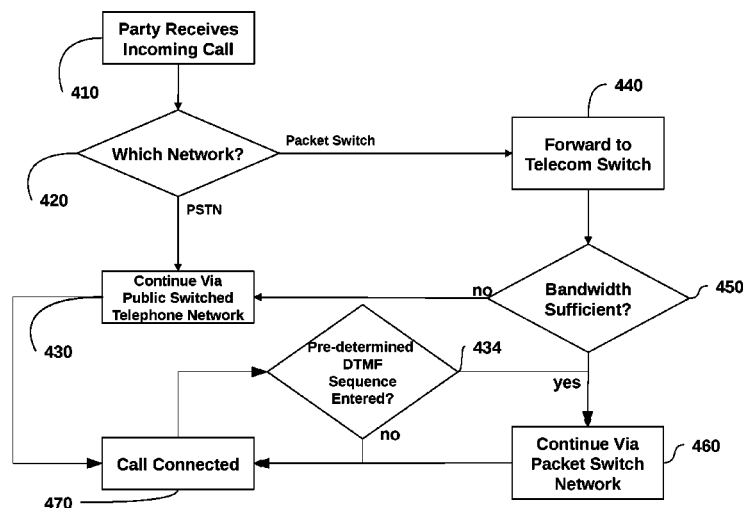 Party Receives
Incoming Call
410
440
Which Network?
Packet Switch
Forward to
Telecom Switch
420
PSTN
Continue Via
Public Switched
Telephone Network
no
Bandwidth
Sufficient?
450
430
Pre-determined
DTMF
Sequence
Entered?
434
yes
no
Call Connected
Continue Via
Packet Switch
Network
460
470